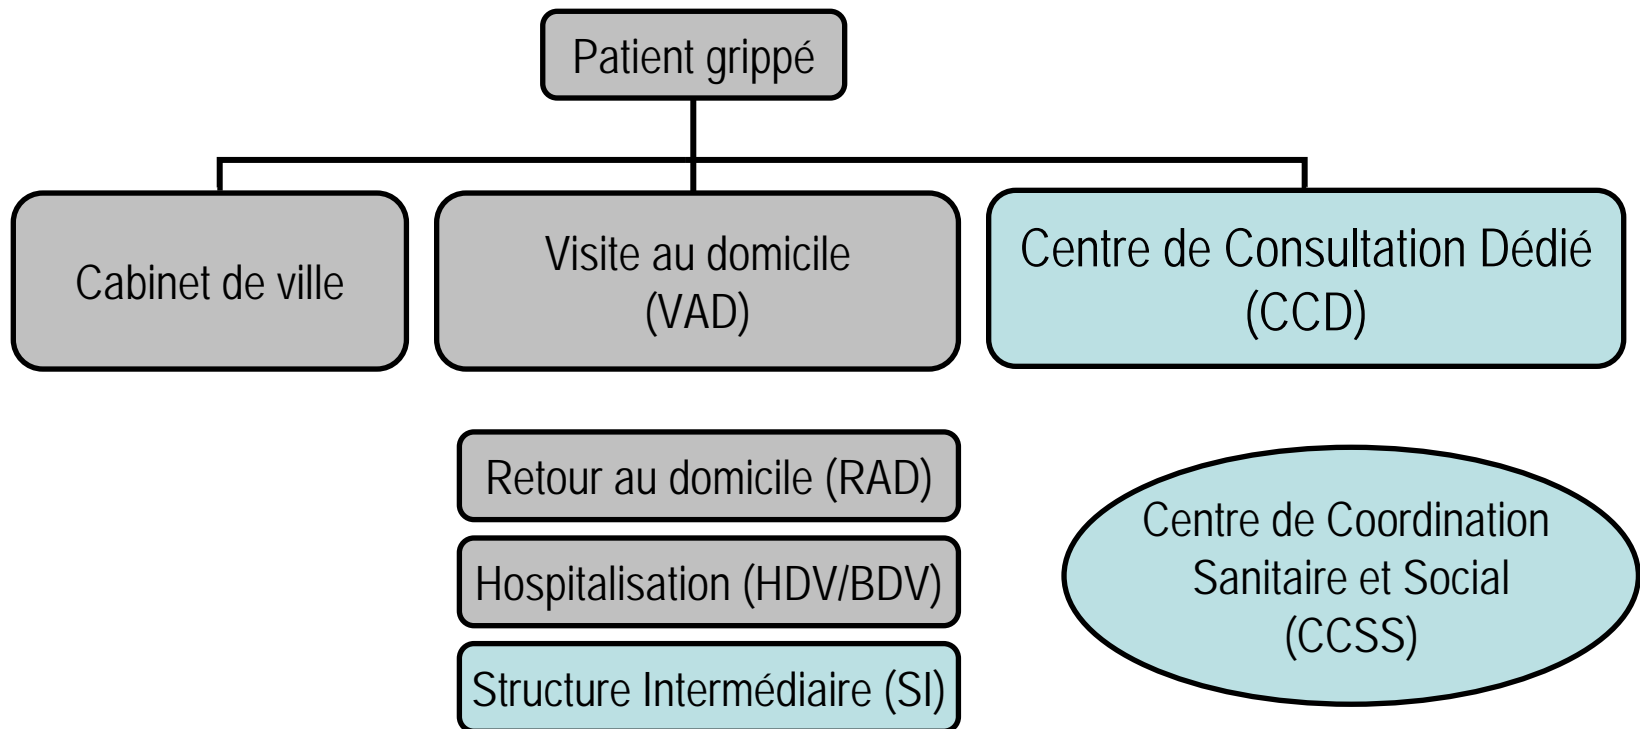 Patient grippé
Cabinet de ville
Visite au domicile
(VAD)
Centre de Consultation Dédié
(CCD)
Retour au domicile (RAD)
Hospitalisation (HDV/BDV)
Structure Intermédiaire (SI)
Centre de Coordination
Sanitaire et Social
(CCSS)